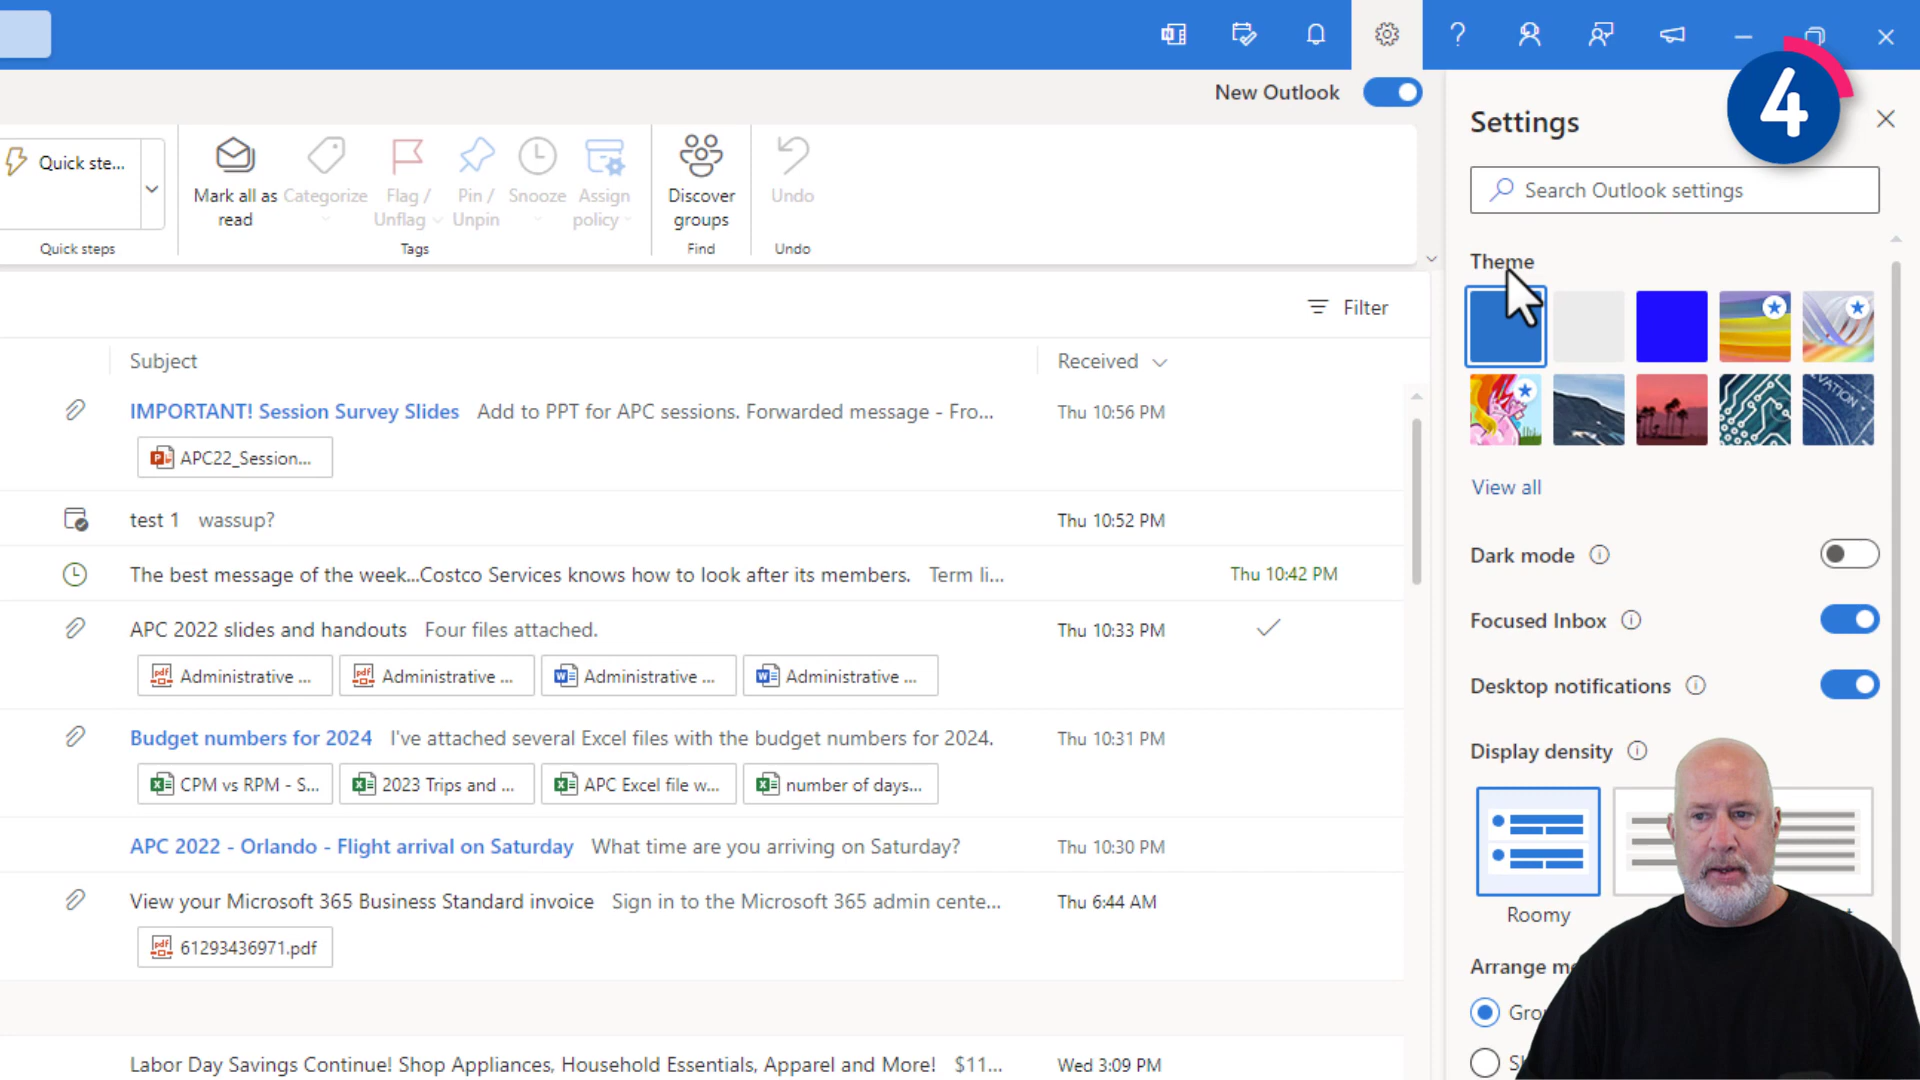 New Outlook
Quick ste...
Mark all as read
Categorize
Flag / Unflag
Pin / Unpin
Snooze
Assign policy
Discover groups
Undo
Quick steps
Tags
Find
Undo
Filter
Subject
Received
IMPORTANT! Session Survey Slides Add to PPT for APC sessions. Forwarded message - Fro... Thu 10:56 PM
APC22_Session...
test 1 wassup? Thu 10:52 PM
The best message of the week...Costco Services knows how to look after its members. Term li... Thu 10:42 PM
APC 2022 slides and handouts Four files attached. Thu 10:33 PM
Administrative ... Administrative ... Administrative ... Administrative ...
Budget numbers for 2024 I've attached several Excel files with the budget numbers for 2024. Thu 10:31 PM
CPM vs RPM - S... 2023 Trips and ... APC Excel file w... number of days...
APC 2022 - Orlando - Flight arrival on Saturday What time are you arriving on Saturday? Thu 10:30 PM
View your Microsoft 365 Business Standard invoice Sign in to the Microsoft 365 admin cente... Thu 6:44 AM
61293436971.pdf
Labor Day Savings Continue! Shop Appliances, Household Essentials, Apparel and More! $11... Wed 3:09 PM
4
Settings
Search Outlook settings
Theme
View all
Dark mode
Focused Inbox
Desktop notifications
Display density
Roomy
Arrange